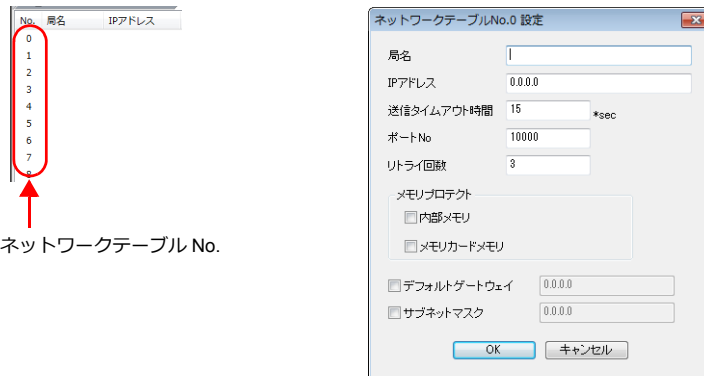 No. 局名 IPアドレス
0
1
2
3
4
5
6
7
8
ネットワークテーブル No.
ネットワークテーブルNo.0 設定
局名
IPアドレス 0.0.0.0
送信タイムアウト時間 15 *sec
ポートNo 10000
リトライ回数 3
メモリプロテクト
内部メモリ
メモリカードメモリ
デフォルトゲートウェイ 0.0.0.0
サブネットマスク 0.0.0.0
OK キャンセル